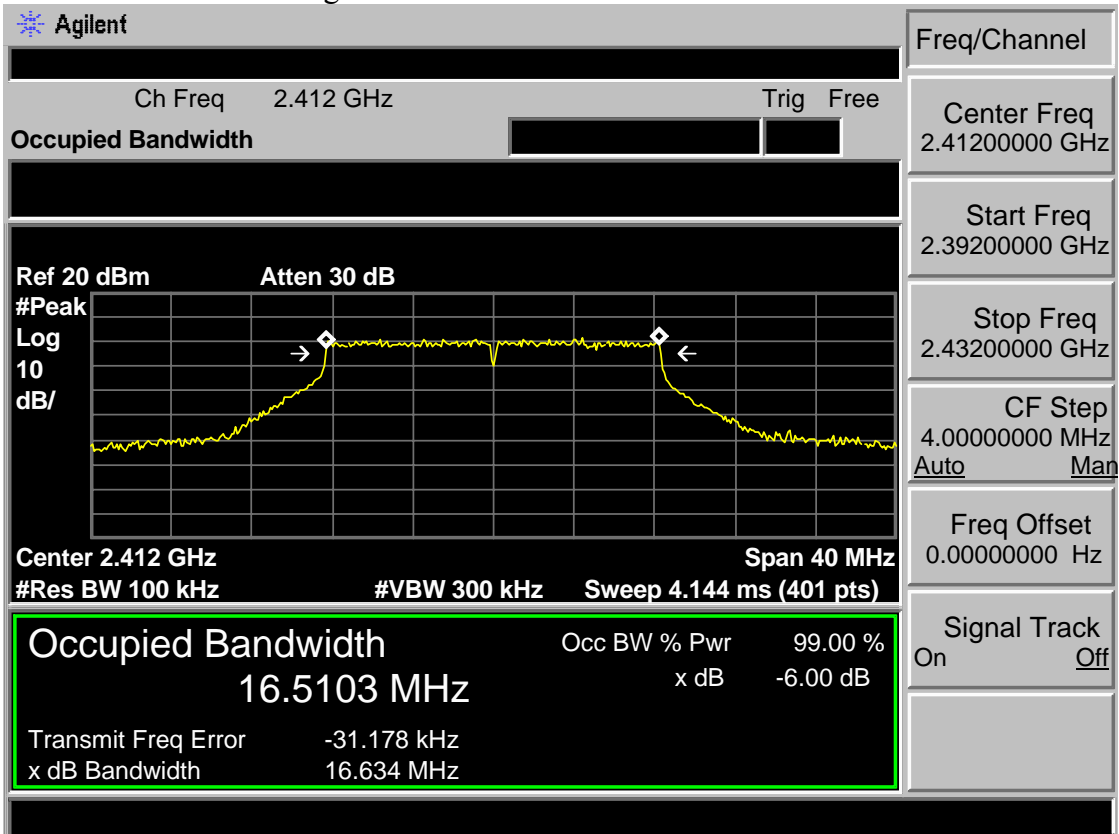 Agilent
Ch Freq 2.412 GHz Trig Free
Occupied Bandwidth
Ref 20 dBm Atten 30 dB
#Peak
Log
10
dB/
Center 2.412 GHz Span 40 MHz
#Res BW 100 kHz #VBW 300 kHz Sweep 4.144 ms (401 pts)
Occupied Bandwidth Occ BW % Pwr 99.00 %
16.5103 MHz x dB -6.00 dB
Transmit Freq Error -31.178 kHz
x dB Bandwidth 16.634 MHz
Freq/Channel
Center Freq
2.41200000 GHz
Start Freq
2.39200000 GHz
Stop Freq
2.43200000 GHz
CF Step
4.00000000 MHz
Auto Man
Freq Offset
0.00000000 Hz
Signal Track
On Off